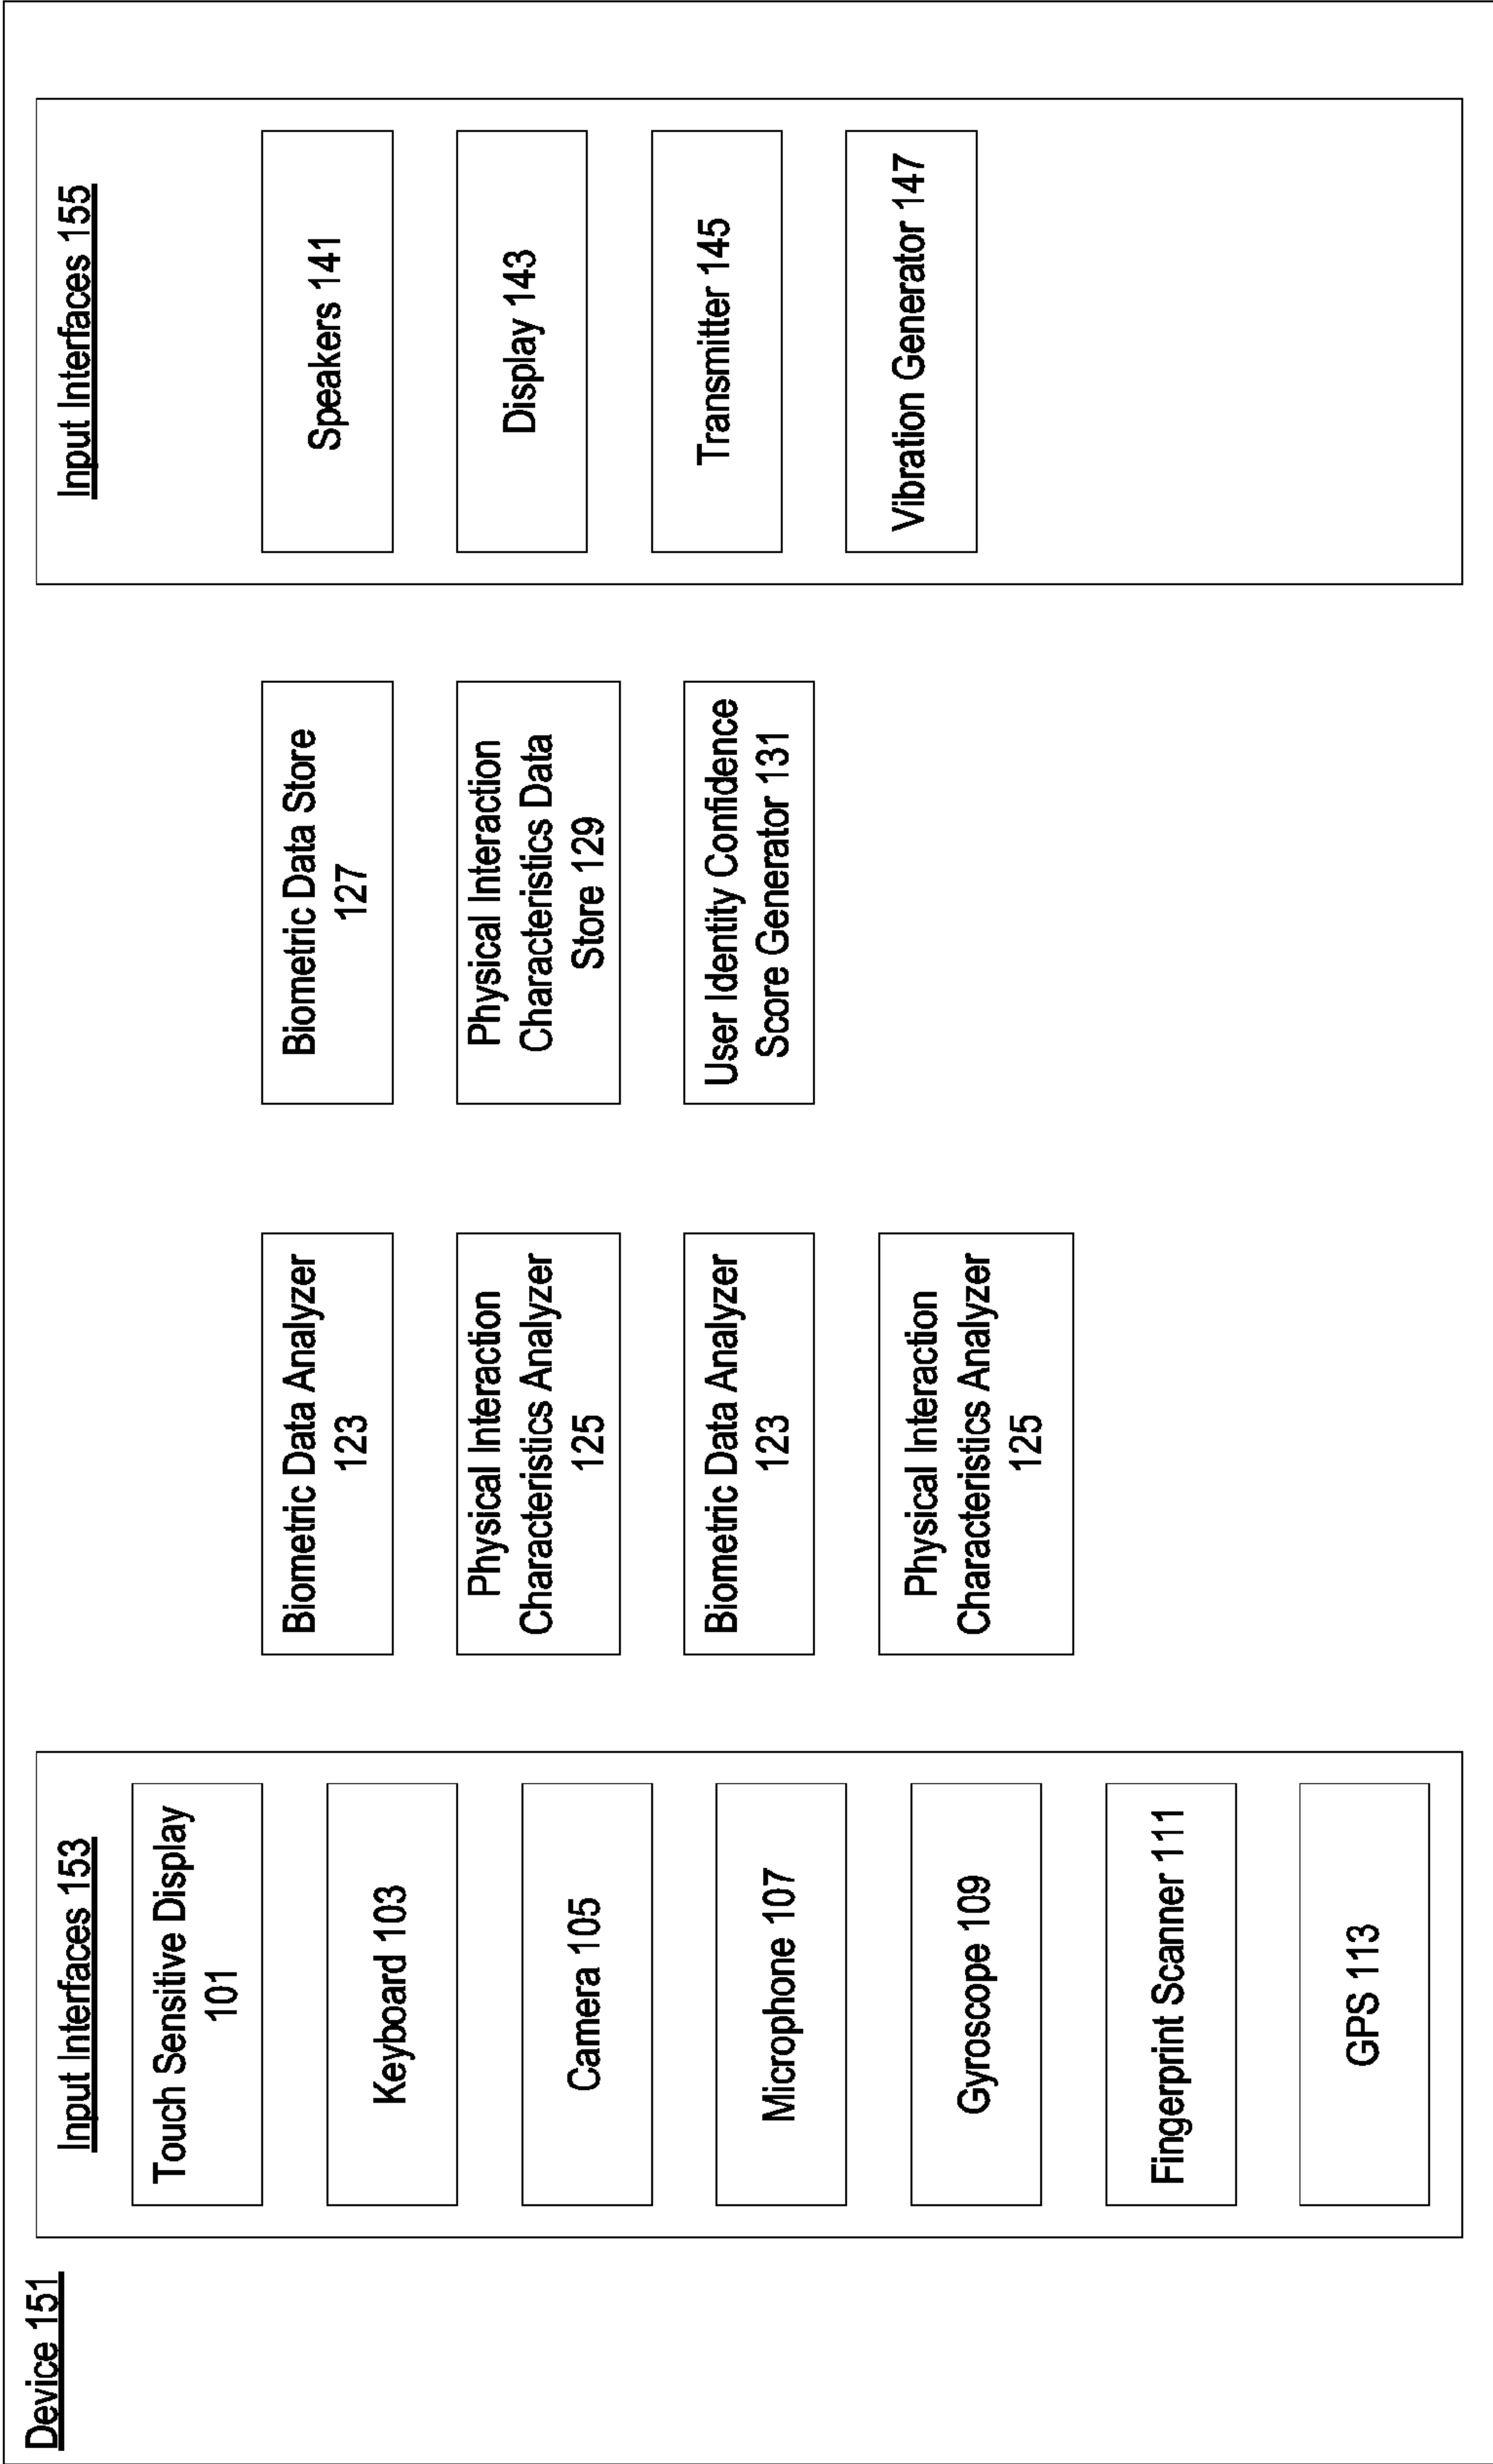 Device 151
Input Interfaces 153
Touch Sensitive Display
101
Keyboard 103
Camera 105
Microphone 107
Gyroscope 109
Fingerprint Scanner 111
GPS 113
Biometric Data Analyzer
123
Physical Interaction
Characteristics Analyzer
125
Biometric Data Analyzer
123
Physical Interaction
Characteristics Analyzer
125
Biometric Data Store
127
Physical Interaction
Characteristics Data
Store 129
User Identity Confidence
Score Generator 131
Input Interfaces 155
Speakers 141
Display 143
Transmitter 145
Vibration Generator 147